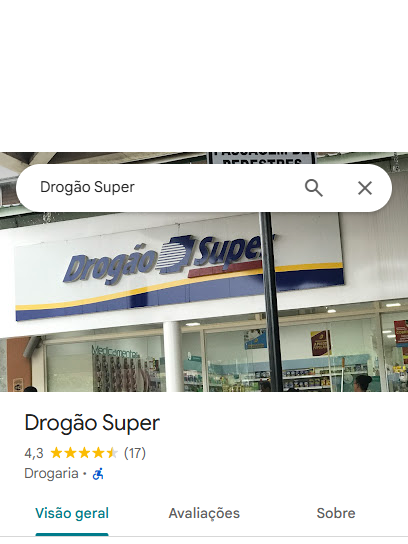 PASSAGEM DE
PEDESTRES
Drogão Super
Drogão Super
Medicamentos
Drogão Super
4,3 (17)
Drogaria ·
Visão geral
Avaliações
Sobre